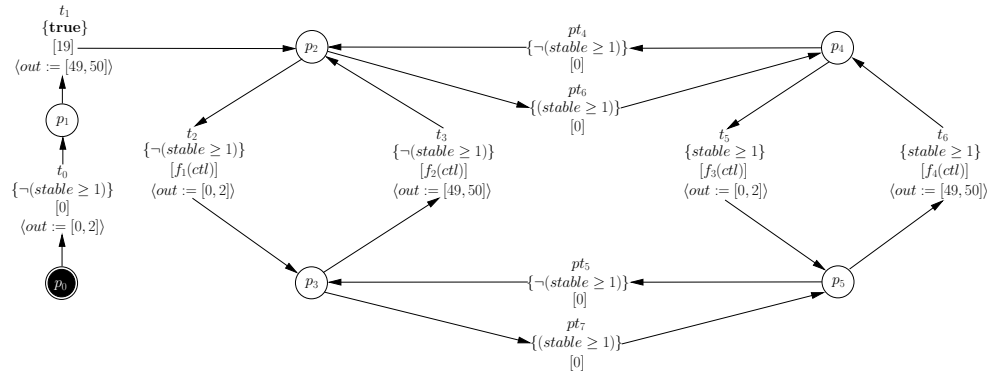 t₁
{true}
[19]
⟨out := [49, 50]⟩
p₁
t₀
{¬(stable ≥ 1)}
[0]
⟨out := [0, 2]⟩
p₀
p₂
t₂
{¬(stable ≥ 1)}
[f₁(ctl)]
⟨out := [0, 2]⟩
t₃
{¬(stable ≥ 1)}
[f₂(ctl)]
⟨out := [49, 50]⟩
p₃
pt₄
{¬(stable ≥ 1)}
[0]
pt₆
{(stable ≥ 1)}
[0]
pt₅
{¬(stable ≥ 1)}
[0]
pt₇
{(stable ≥ 1)}
[0]
p₄
t₅
{stable ≥ 1}
[f₃(ctl)]
⟨out := [0, 2]⟩
t₆
{stable ≥ 1}
[f₄(ctl)]
⟨out := [49, 50]⟩
p₅